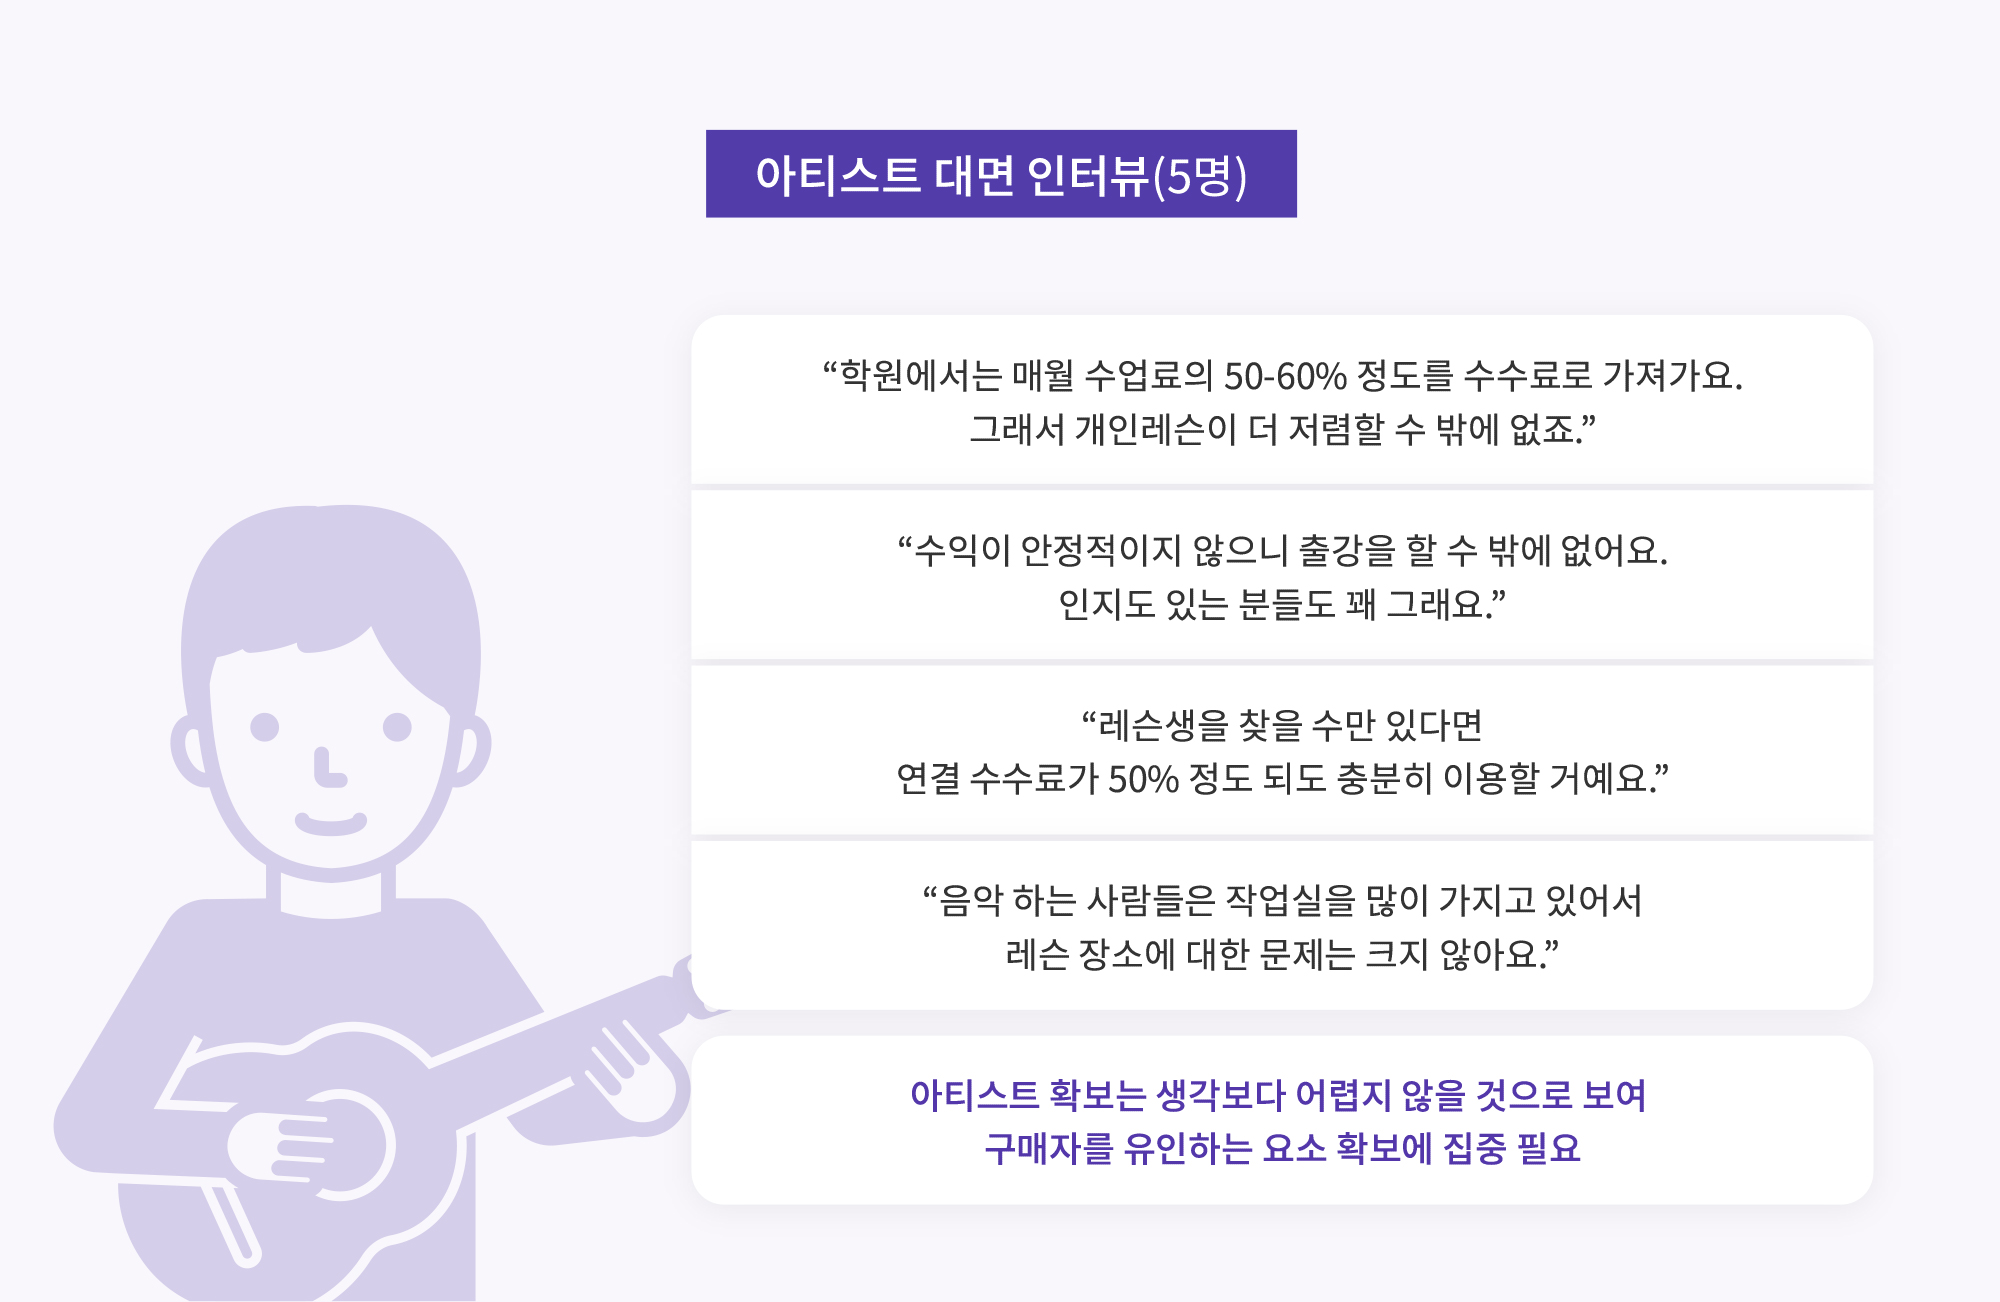 아티스트 대면 인터뷰(5명)
“학원에서는 매월 수업료의 50-60% 정도를 수수료로 가져가요.
그래서 개인레슨이 더 저렴할 수 밖에 없죠.”
“수익이 안정적이지 않으니 출강을 할 수 밖에 없어요.
인지도 있는 분들도 꽤 그래요.”
“레슨생을 찾을 수만 있다면
연결 수수료가 50% 정도 되도 충분히 이용할 거예요.”
“음악 하는 사람들은 작업실을 많이 가지고 있어서
레슨 장소에 대한 문제는 크지 않아요.”
아티스트 확보는 생각보다 어렵지 않을 것으로 보여
구매자를 유인하는 요소 확보에 집중 필요